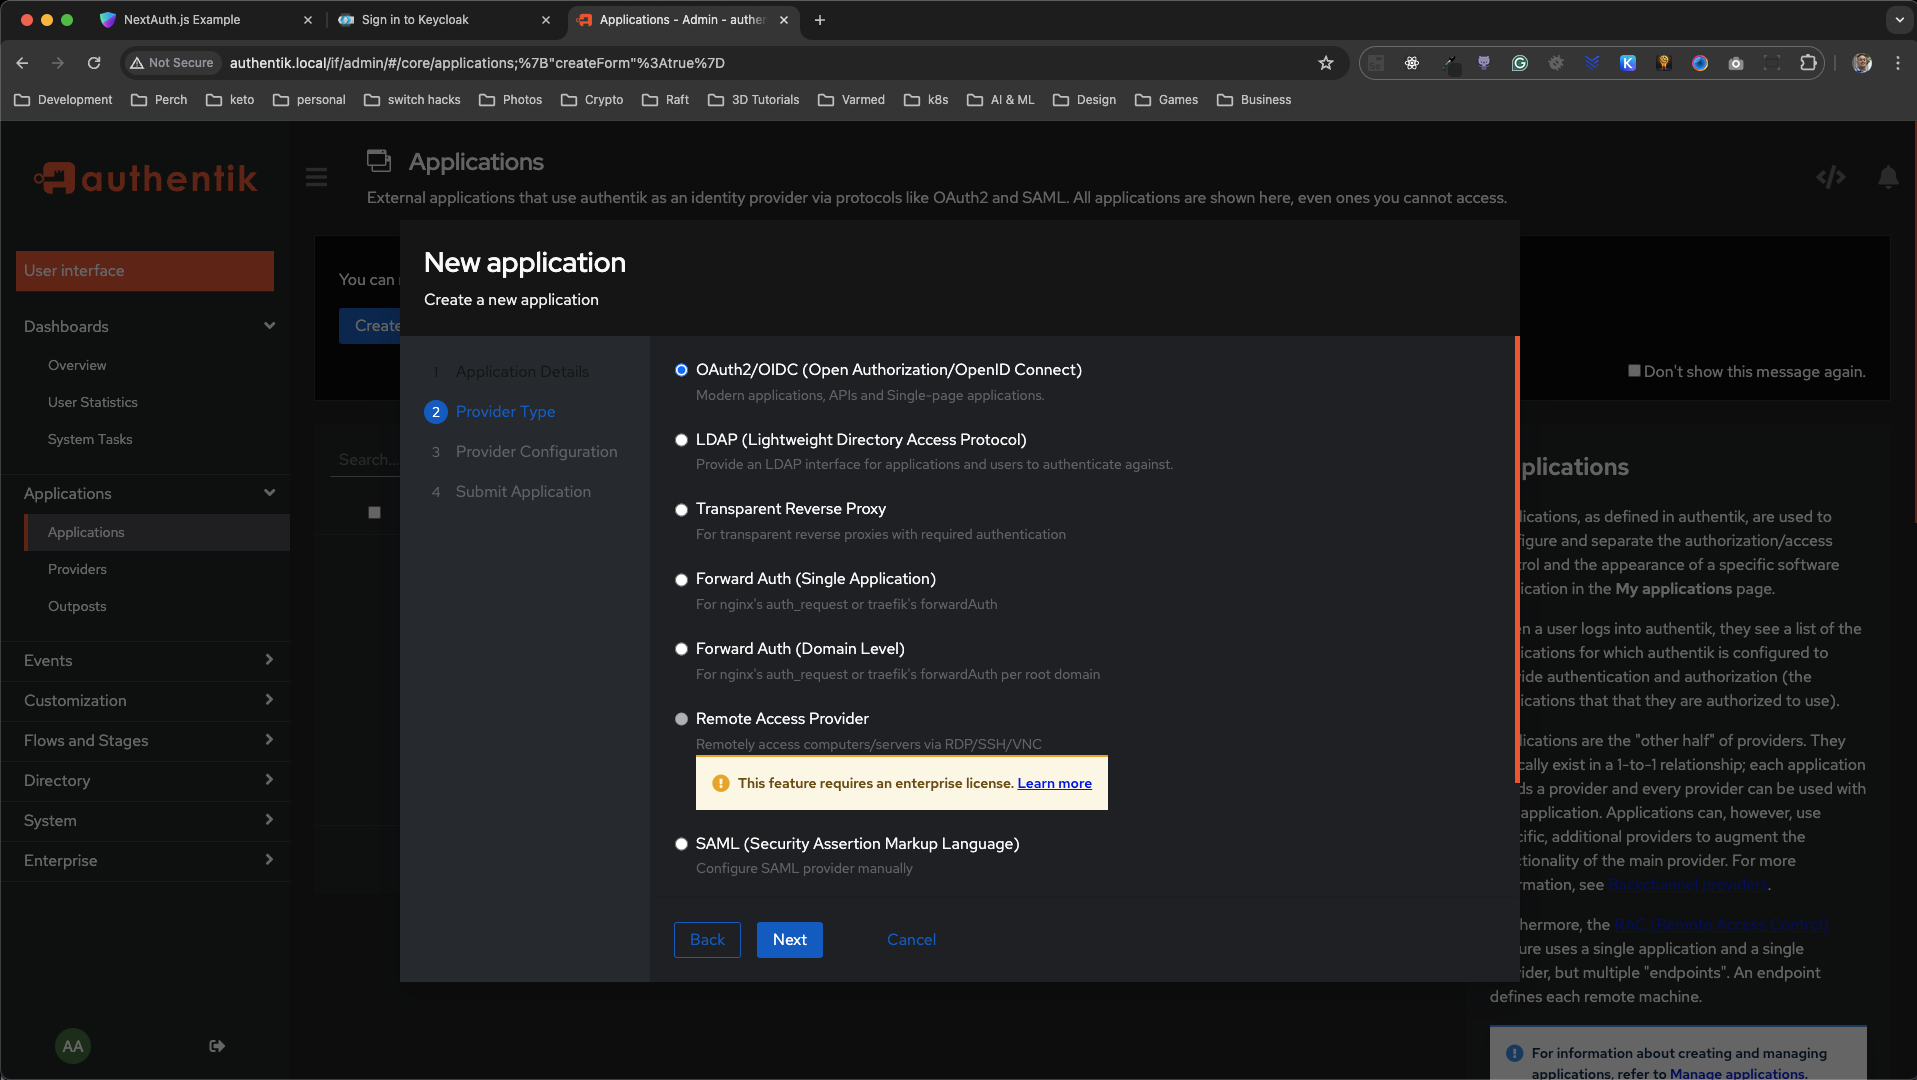 NextAuth.js Example
Sign in to Keycloak
Applications - Admin - authen
Not Secure
authentik.local/if/admin/#/core/applications;%7B"createForm"%3Atrue%7D
Development
Perch
keto
personal
switch hacks
Photos
Crypto
Raft
3D Tutorials
Varmed
k8s
AI & ML
Design
Games
Business
authentik
User interface
Dashboards
Overview
User Statistics
System Tasks
Applications
Applications
Providers
Outposts
Events
Customization
Flows and Stages
Directory
System
Enterprise
AA
Applications
External applications that use authentik as an identity provider via protocols like OAuth2 and SAML. All applications are shown here, even ones you cannot access.
You can
Create
Don't show this message again.
Search...
New application
Create a new application
1 Application Details
2 Provider Type
3 Provider Configuration
4 Submit Application
OAuth2/OIDC (Open Authorization/OpenID Connect)
Modern applications, APIs and Single-page applications.
LDAP (Lightweight Directory Access Protocol)
Provide an LDAP interface for applications and users to authenticate against.
Transparent Reverse Proxy
For transparent reverse proxies with required authentication
Forward Auth (Single Application)
For nginx's auth_request or traefik's forwardAuth
Forward Auth (Domain Level)
For nginx's auth_request or traefik's forwardAuth per root domain
Remote Access Provider
Remotely access computers/servers via RDP/SSH/VNC
This feature requires an enterprise license. Learn more
SAML (Security Assertion Markup Language)
Configure SAML provider manually
Back
Next
Cancel
plications
lications, as defined in authentik, are used to
igure and separate the authorization/access
rol and the appearance of a specific software
ication in the My applications page.
n a user logs into authentik, they see a list of the
ications for which authentik is configured to
ide authentication and authorization (the
ications that that they are authorized to use).
lications are the "other half" of providers. They
cally exist in a 1-to-1 relationship; each application
ds a provider and every provider can be used with
application. Applications can, however, use
cific, additional providers to augment the
ctionality of the main provider. For more
rmation, see Backchannel providers.
hermore, the RAC (Remote Access Control)
ure uses a single application and a single
ider, but multiple "endpoints". An endpoint
defines each remote machine.
For information about creating and managing
applications, refer to Manage applications.